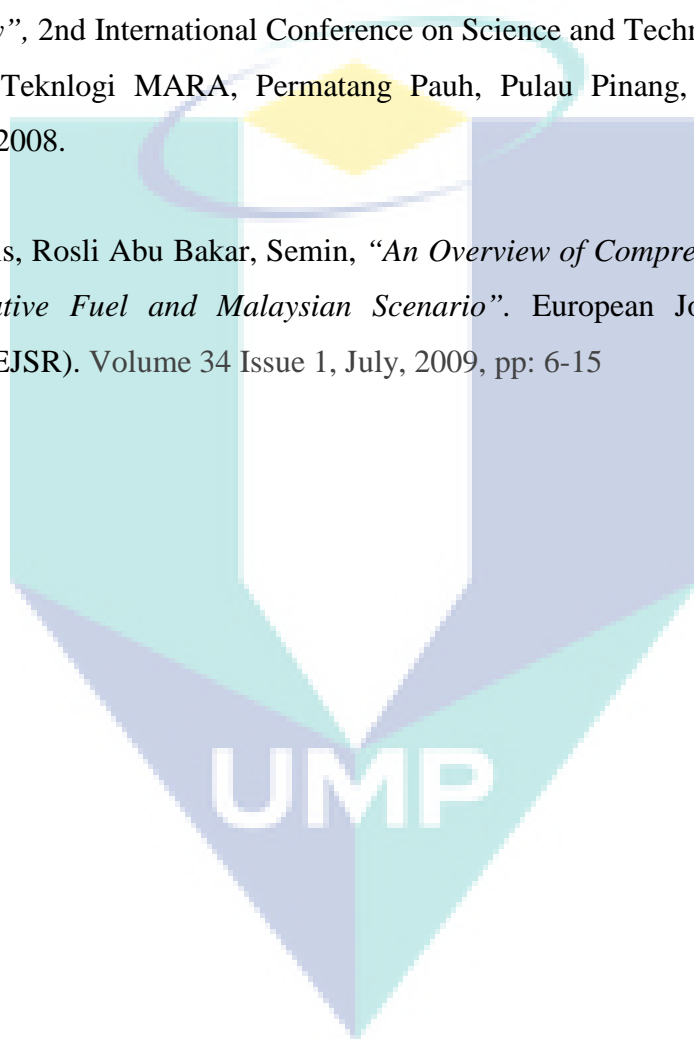 y”, 2nd International Conference on Science and Techn
Teknlogi MARA, Permatang Pauh, Pulau Pinang,
2008.
s, Rosli Abu Bakar, Semin, “An Overview of Compre
ative Fuel and Malaysian Scenario”. European Jo
EJSR). Volume 34 Issue 1, July, 2009, pp: 6-15
UMP